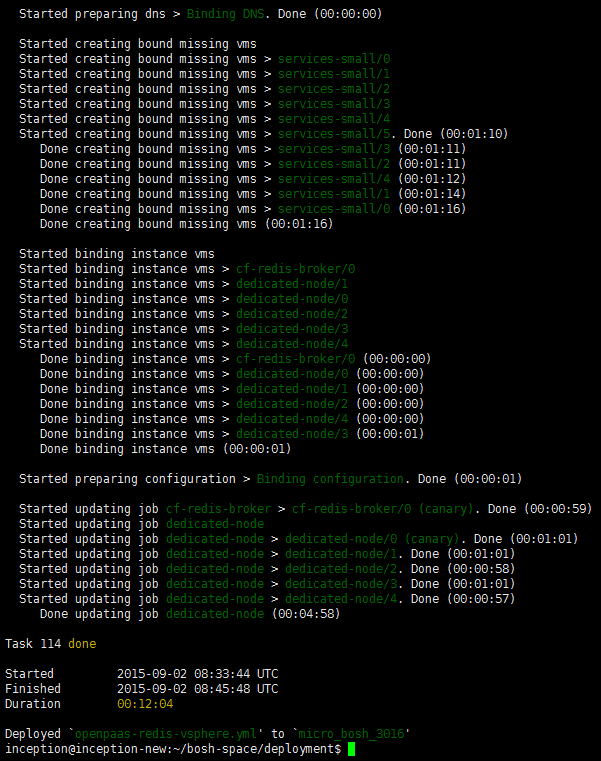 Started preparing dns > Binding DNS. Done (00:00:00)
Started creating bound missing vms
Started creating bound missing vms > services-small/0
Started creating bound missing vms > services-small/1
Started creating bound missing vms > services-small/2
Started creating bound missing vms > services-small/3
Started creating bound missing vms > services-small/4
Started creating bound missing vms > services-small/5. Done (00:01:10)
Done creating bound missing vms > services-small/3 (00:01:11)
Done creating bound missing vms > services-small/2 (00:01:11)
Done creating bound missing vms > services-small/4 (00:01:12)
Done creating bound missing vms > services-small/1 (00:01:14)
Done creating bound missing vms > services-small/0 (00:01:16)
Done creating bound missing vms (00:01:16)
Started binding instance vms
Started binding instance vms > cf-redis-broker/0
Started binding instance vms > dedicated-node/1
Started binding instance vms > dedicated-node/0
Started binding instance vms > dedicated-node/2
Started binding instance vms > dedicated-node/3
Started binding instance vms > dedicated-node/4
Done binding instance vms > cf-redis-broker/0 (00:00:00)
Done binding instance vms > dedicated-node/0 (00:00:00)
Done binding instance vms > dedicated-node/1 (00:00:00)
Done binding instance vms > dedicated-node/2 (00:00:00)
Done binding instance vms > dedicated-node/4 (00:00:00)
Done binding instance vms > dedicated-node/3 (00:00:01)
Done binding instance vms (00:00:01)
Started preparing configuration > Binding configuration. Done (00:00:01)
Started updating job cf-redis-broker > cf-redis-broker/0 (canary). Done (00:00:59)
Started updating job dedicated-node
Started updating job dedicated-node > dedicated-node/0 (canary). Done (00:01:01)
Started updating job dedicated-node > dedicated-node/1. Done (00:01:01)
Started updating job dedicated-node > dedicated-node/2. Done (00:00:58)
Started updating job dedicated-node > dedicated-node/3. Done (00:01:01)
Started updating job dedicated-node > dedicated-node/4. Done (00:00:57)
Done updating job dedicated-node (00:04:58)
Task 114 done
Started 2015-09-02 08:33:44 UTC
Finished 2015-09-02 08:45:48 UTC
Duration 00:12:04
Deployed `openpaas-redis-vsphere.yml' to `micro_bosh_3016'
inception@inception-new:~/bosh-space/deployment$